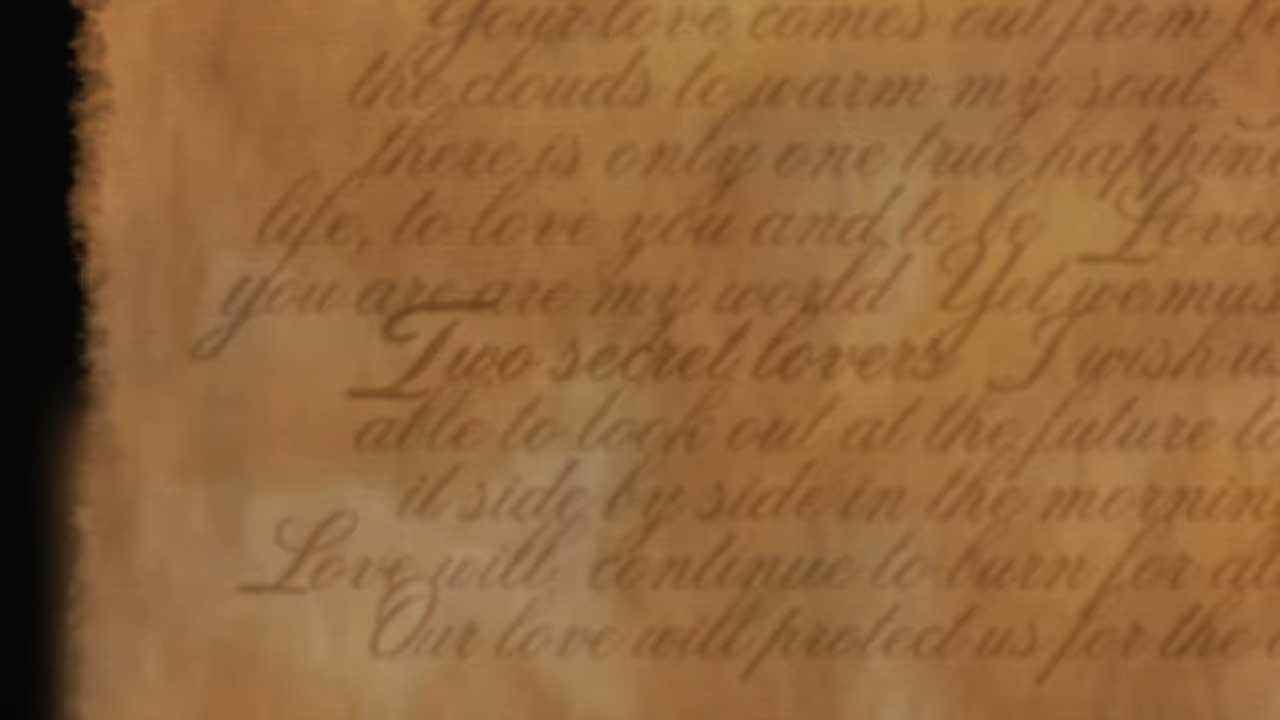 Your love comes out from
the clouds to warm my soul.
there is only one true
life, to love you and to be Love
you are are my world Yet we
Two secret lovers I wish
able to look out at the future
it side by side in the
Love will continue to burn for
Our love will protect us for the